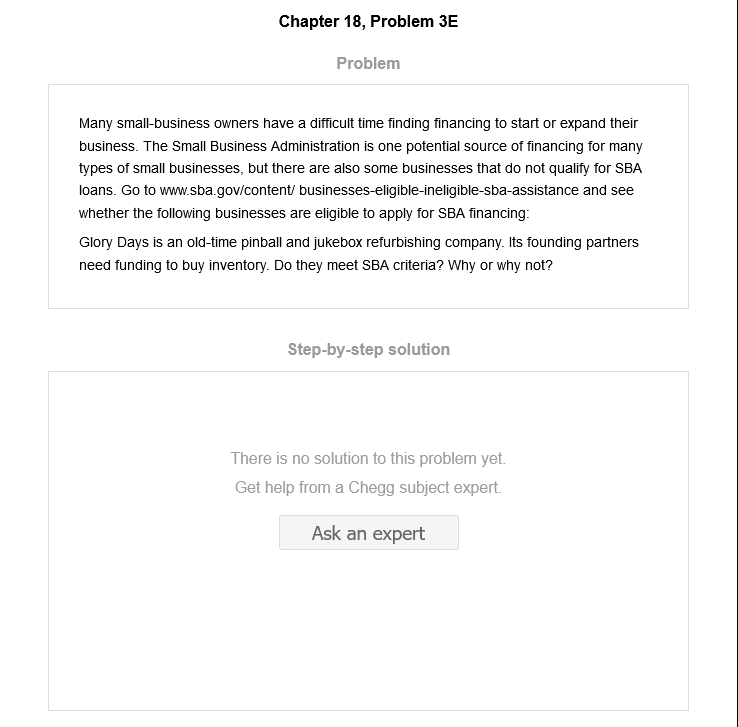 Chapter 18, Problem 3E
Problem
Many small-business owners have a difficult time finding financing to start or expand their
business. The Small Business Administration is one potential source of financing for many
types of small businesses, but there are also some businesses that do not qualify for SBA
loans. Go to www.sba.gov/content/ businesses-eligible-ineligible-sba-assistance and see
whether the following businesses are eligible to apply for SBA financing:
Glory Days is an old-time pinball and jukebox refurbishing company. Its founding partners
need funding to buy inventory. Do they meet SBA criteria? Why or why not?
Step-by-step solution
There is no solution to this problem yet.
Get help from a Chegg subject expert.
Ask an expert